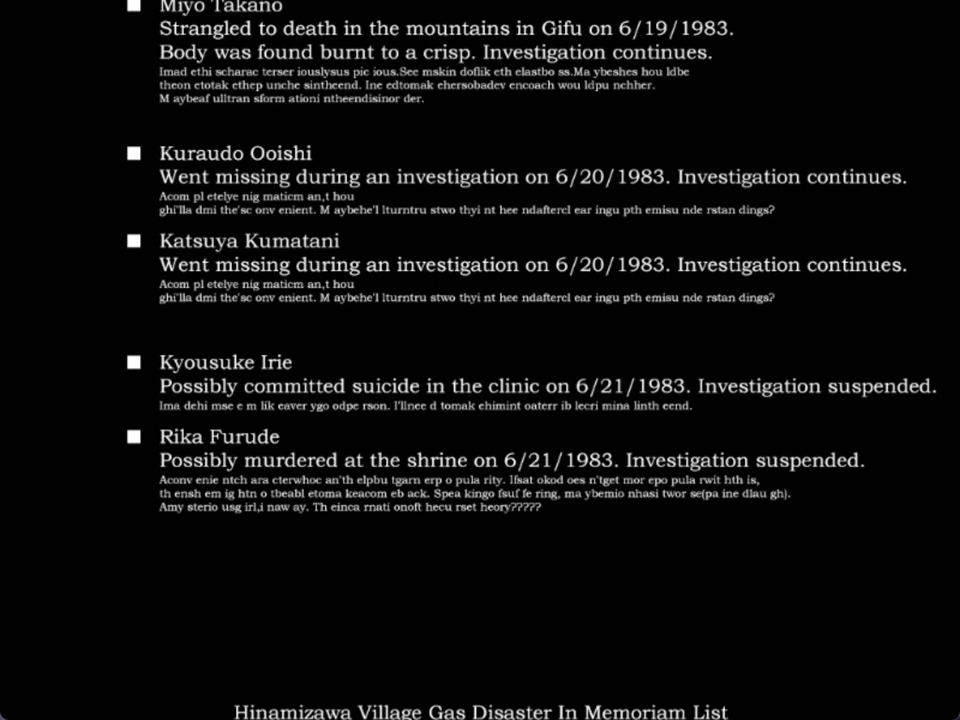 Miyo Takano
Strangled to death in the mountains in Gifu on 6/19/1983.
Body was found burnt to a crisp. Investigation continues.
Imad ethi scharac terser iouslysus pic ious.See mskin doflik eth elastbo ss.Ma ybeshes hou ldbe
theon etotak ethep unche sintheend. Ine edtomak ehersobadev encoach wou ldpu nchher.
M aybeaf ulltran sform ationi ntheendisinor der.
■ Kuraudo Ooishi
Went missing during an investigation on 6/20/1983. Investigation continues.
Acom pl etelye nig maticm an,t hou
ghi'lla dmi the'sc onv enient. M aybehe'l lturntru stwo thyi nt hee ndaftercl ear ingu pth emisu nde rstan dings?
■ Katsuya Kumatani
Went missing during an investigation on 6/20/1983. Investigation continues.
Acom pl etelye nig maticm an,t hou
ghi'lla dmi the'sc onv enient. M aybehe'l lturntru stwo thyi nt hee ndaftercl ear ingu pth emisu nde rstan dings?
■ Kyousuke Irie
Possibly committed suicide in the clinic on 6/21/1983. Investigation suspended.
Ima dehi mse e m lik eaver ygo odpe rson. I'llnee d tomak ehimint oaterr ib lecri mina linth eend.
■ Rika Furude
Possibly murdered at the shrine on 6/21/1983. Investigation suspended.
Aconv enie ntch ara cterwhoc an'th elpbu tgarn erp o pula rity. Ifsat okod oes n'tget mor epo pula rwit hth is,
th ensh em ig htn o tbeabl etoma keacom eb ack. Spea kingo fsuf fe ring, ma ybemio nhasi twor se(pa ine dlau gh).
Amy sterio usg irl,i naw ay. Th einca rnati onoft hecu rset heory?????
Hinamizawa Village Gas Disaster In Memoriam List